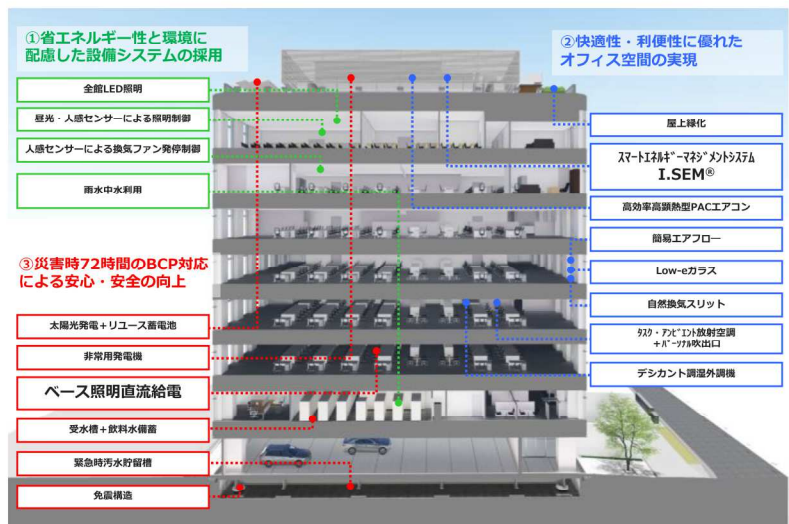 ①省エネルギー性と環境に
配慮した設備システムの採用
全館LED照明
昼光・人感センサーによる照明制御
人感センサーによる換気ファン発停制御
雨水中水利用
③災害時72時間のBCP対応
による安心・安全の向上
太陽光発電＋リユース蓄電池
非常用発電機
ベース照明直流給電
受水槽＋飲料水備蓄
緊急時汚水貯留槽
免震構造
②快適性・利便性に優れた
オフィス空間の実現
屋上緑化
ｽﾏｰﾄｴﾈﾙｷﾞｰﾏﾈｼﾞﾒﾝﾄｼｽﾃﾑ
I.SEM®
高効率高顕熱型PACエアコン
簡易エアフロー
Low-eガラス
自然換気スリット
ﾀｽｸ・ｱﾝﾋﾞｴﾝﾄ放射空調
＋ﾊﾟｰｿﾅﾙ吹出口
デシカント調湿外調機